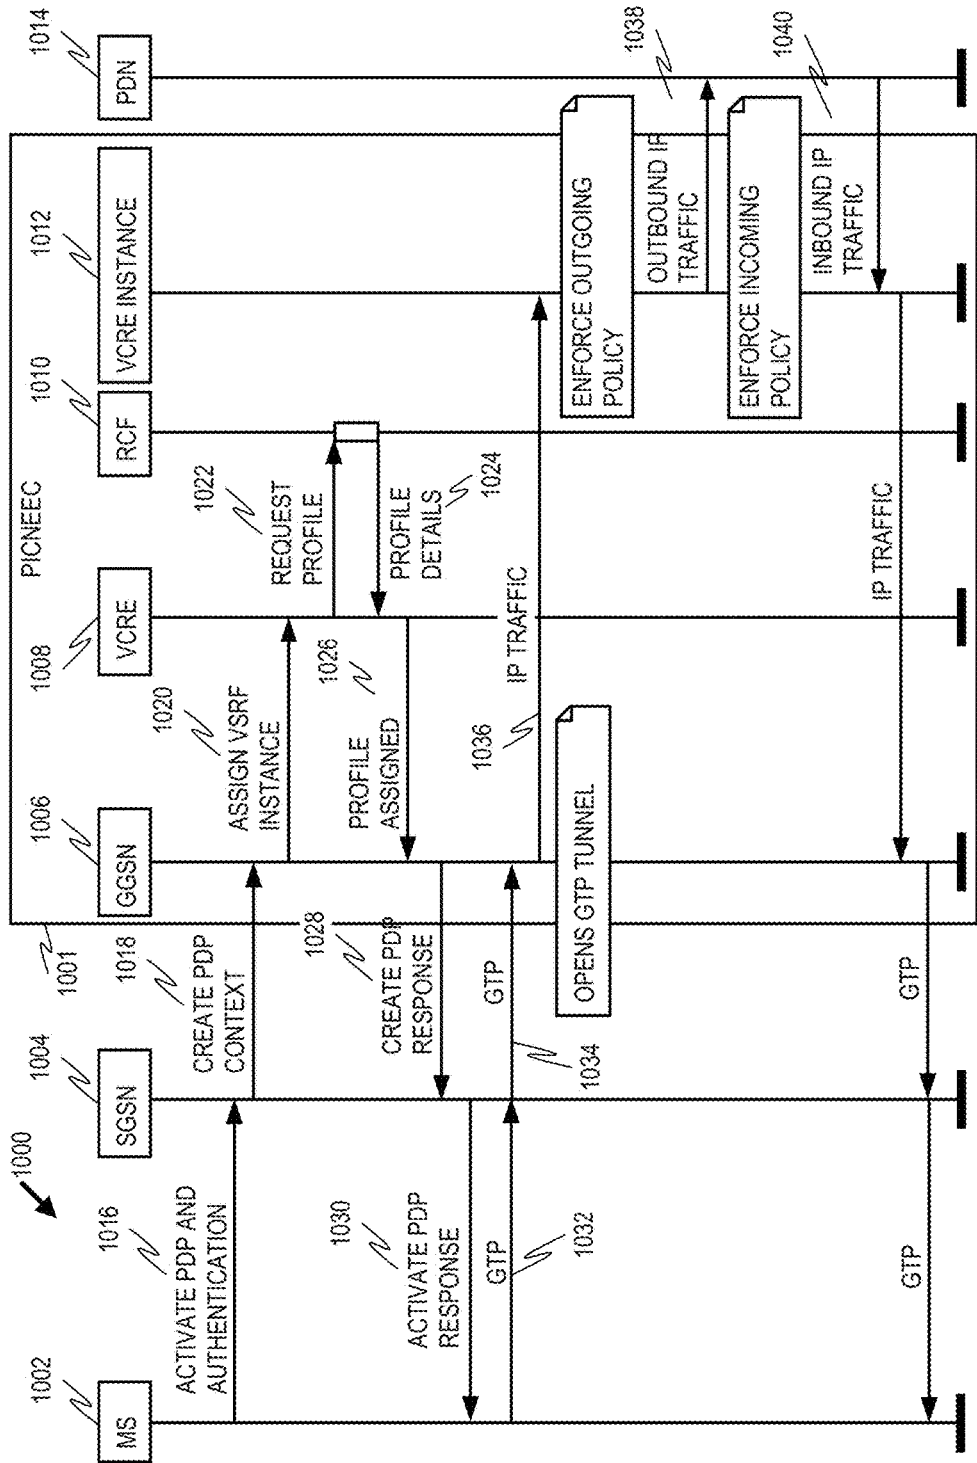 1000
1001
PICNEEC
1002
MS
1004
SGSN
1006
GGSN
1008
VCRE
1010
RCF
1012
VCRE INSTANCE
1014
PDN
1016
ACTIVATE PDP AND
AUTHENTICATION
1018
CREATE PDP
CONTEXT
1020
ASSIGN VSRF
INSTANCE
1022
REQUEST
PROFILE
PROFILE
DETAILS
1024
1026
PROFILE
ASSIGNED
1028
CREATE PDP
RESPONSE
1030
ACTIVATE PDP
RESPONSE
GTP
1032
GTP
1034
OPENS GTP TUNNEL
IP TRAFFIC
1036
ENFORCE OUTGOING
POLICY
OUTBOUND IP
TRAFFIC
1038
ENFORCE INCOMING
POLICY
INBOUND IP
TRAFFIC
1040
IP TRAFFIC
GTP
GTP